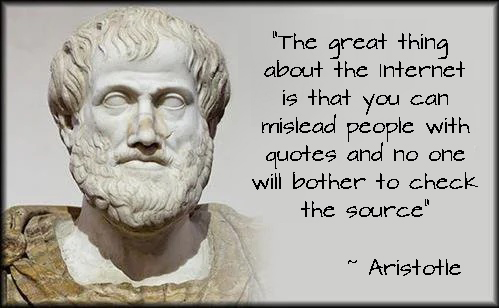 "The great thing
about the Internet
is that you can
mislead people with
quotes and no one
will bother to check
the source"
~ Aristotle